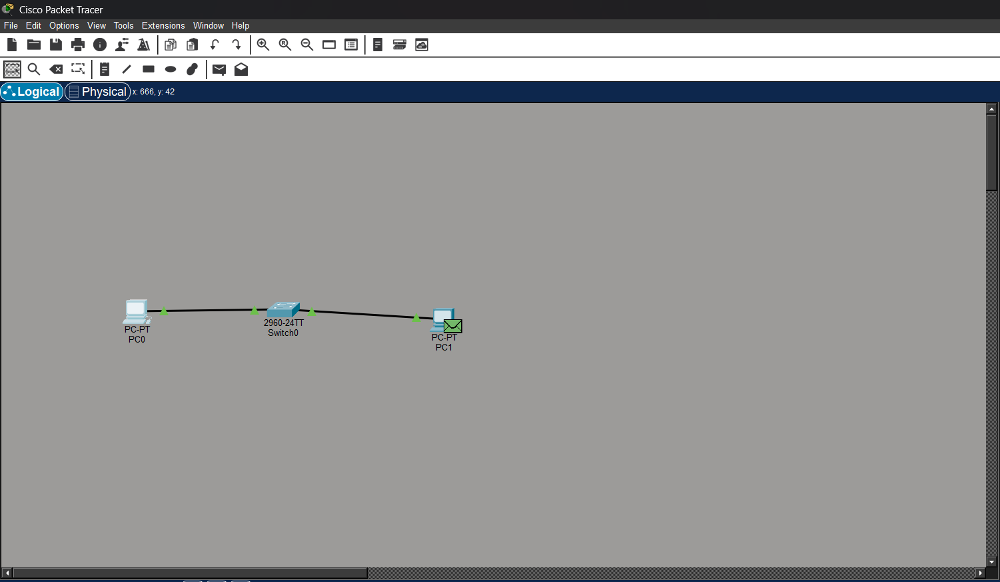 Cisco Packet Tracer
File Edit Options View Tools Extensions Window Help
Logical Physical x: 666, y: 42
PC-PT
PC0
2960-24TT
Switch0
PC-PT
PC1